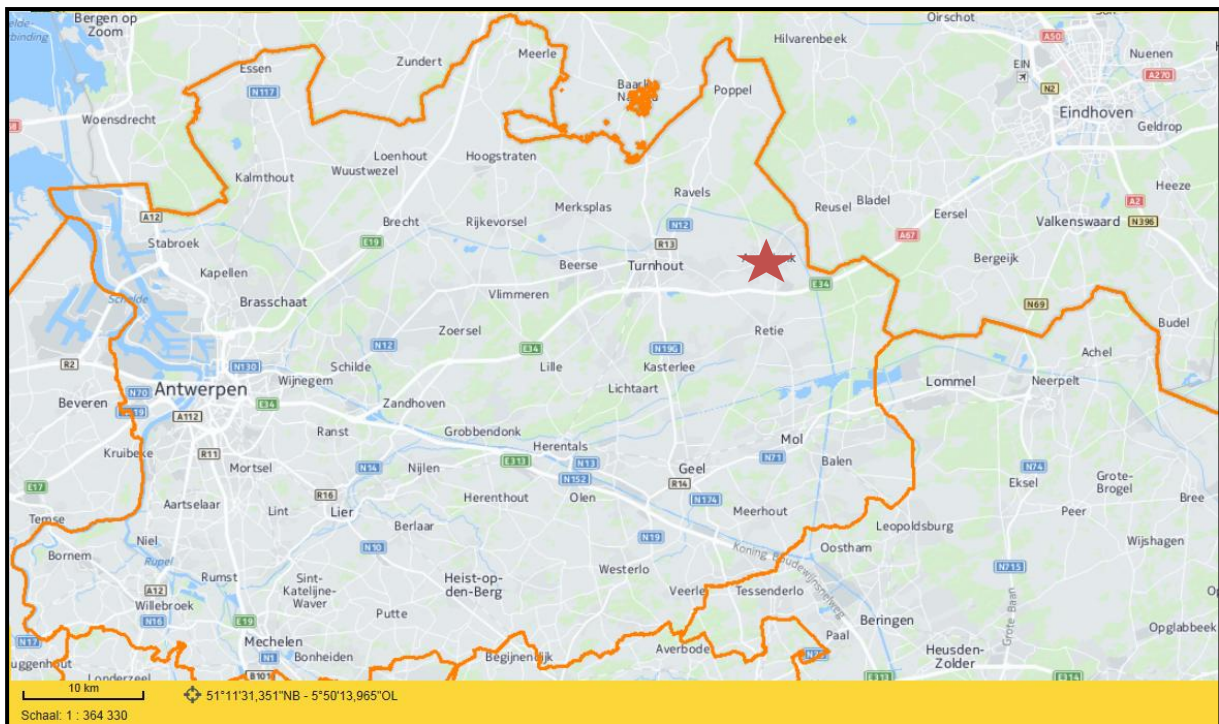 Bergen op
Zoom
Oirschot
Hilvarenbeek
A50
Nuenen
Meerle
Zundert
Essen
N117
EIN
A270
N2
Baarle
Poppel
Eindhoven
Geldrop
Woensdrecht
Loenhout
Hoogstraten
Wuustwezel
Kalmthout
Heeze
Ravels
Reusel
Bladel
A2
Merksplas
Eersel
A12
Brecht
Rijkevorsel
N12
Valkenswaard
N396
A67
Stabroek
E19
R13
Bergeijk
Kapellen
Beerse
Turnhout
E34
Schelde
Brasschaat
Vlimmeren
N69
Budel
Zoersel
Retie
N12
E34
N19G
Achel
R2
N130
Schilde
Lille
Kasterlee
Antwerpen
Wijnegem
Lommel
Neerpelt
N70
Lichtaart
Beveren
E34
Zandhoven
A112
Ranst
Grobbendonk
Mol
Kruibeke
R11
Herentals
N71
Balen
Mortsel
N14
Nijlen
E313
N13
Geel
N74
Grote-
Brogel
E17
R16
N152
R14
Eksel
Bree
Aartselaar
Lint
Lier
Herenthout
Olen
N174
Meerhout
Peer
Temse
Berlaar
Leopoldsburg
Niel
N19
Wijshagen
Bornem
N10
Koning Boudewijnsnelweg
Oostham
Rupel
Rumst
Sint-
Katelijne-
Waver
Heist-op-
den-Berg
Westerlo
N715
A12
Veerle
Tessenderlo
Willebroek
Putte
Grote Baan
N16
E19
Beringen
Opglabbeek
Mechelen
Paal
N17
N1
Bonheiden
Begijnendijk
Averbode
Heusden-
Zolder
Londerzeel
B101
E313
E314
10 km
51°11'31,351"NB - 5°50'13,965"OL
Schaal: 1 : 364 330